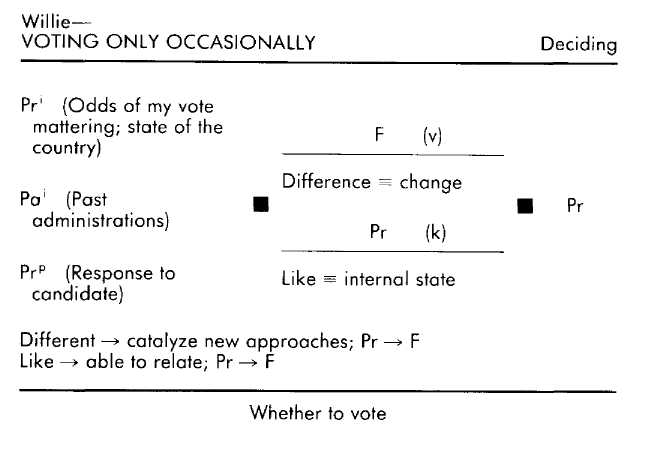 Willie—
VOTING ONLY OCCASIONALLY Deciding
Prⁱ (Odds of my vote
mattering; state of the
country)
F (v)
Difference ≡ change
Paⁱ (Past
administrations)
■ ■ Pr
Pr (k)
Prᵖ (Response to
candidate)
Like ≡ internal state
Different → catalyze new approaches; Pr → F
Like → able to relate; Pr → F
Whether to vote